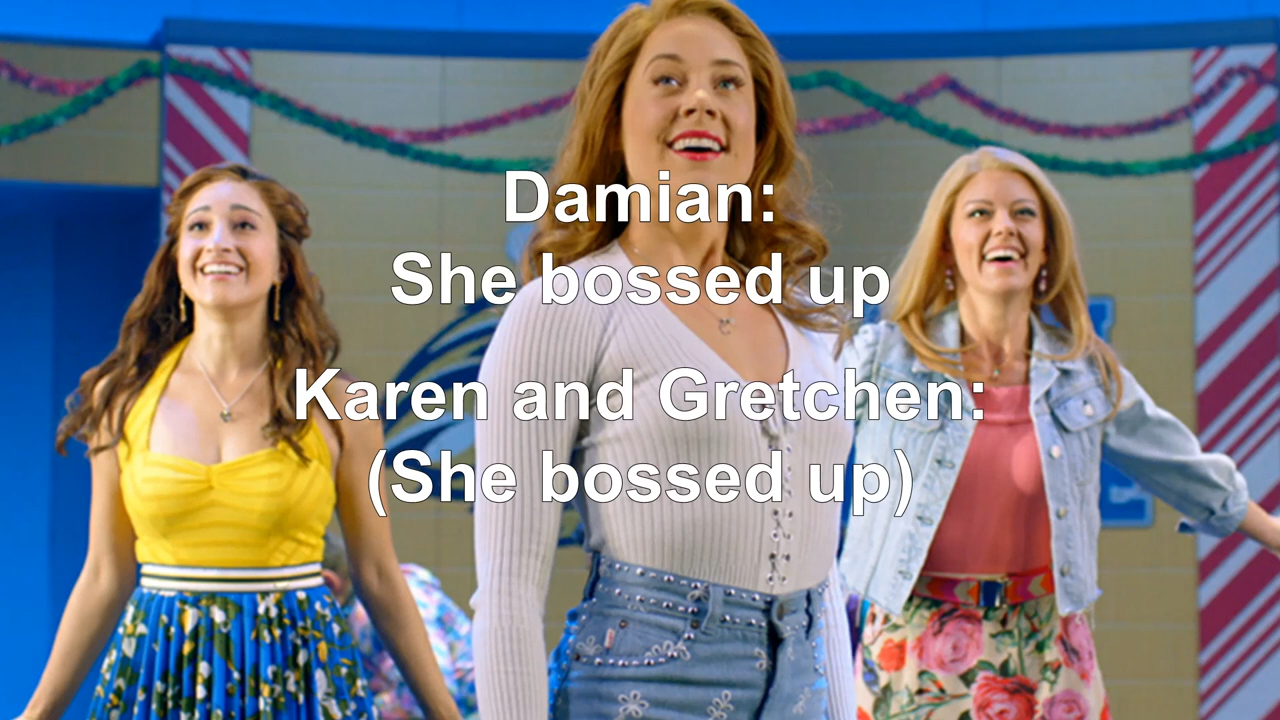 Damian:
She bossed up
Karen and Gretchen:
(She bossed up)